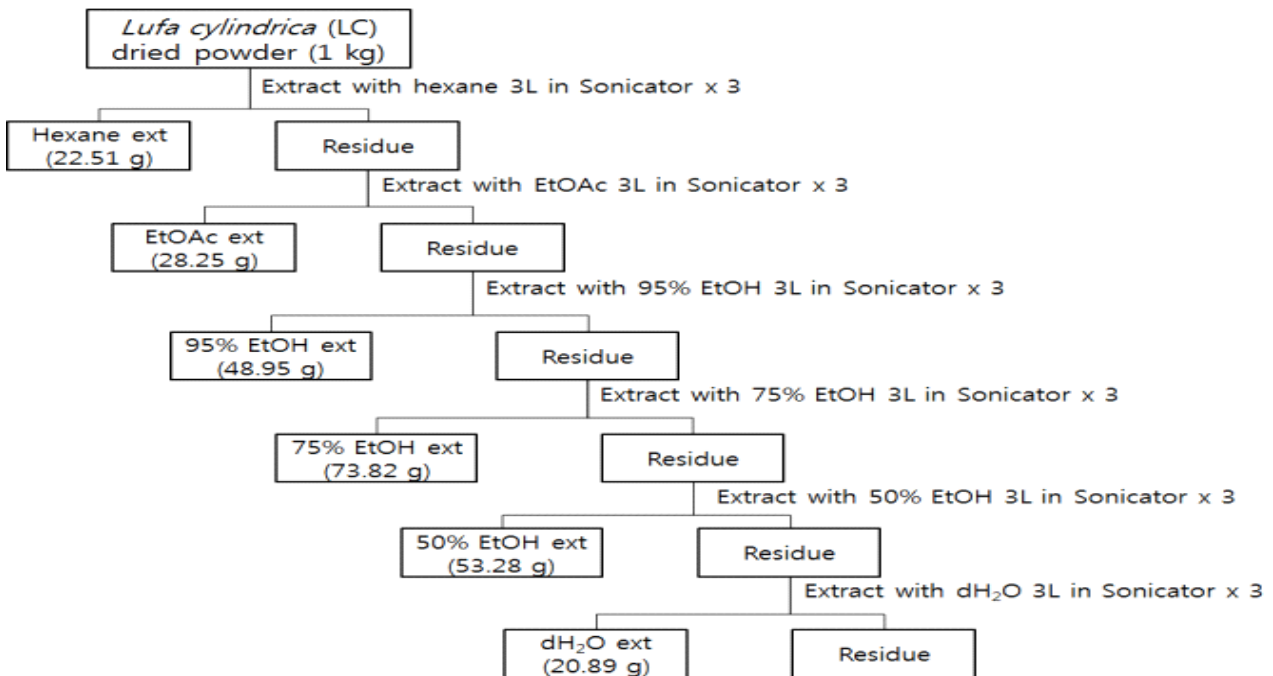 Lufa cylindrica (LC)
dried powder (1 kg)
Extract with hexane 3L in Sonicator x 3
Hexane ext
(22.51 g)
Residue
Extract with EtOAc 3L in Sonicator x 3
EtOAc ext
(28.25 g)
Residue
Extract with 95% EtOH 3L in Sonicator x 3
95% EtOH ext
(48.95 g)
Residue
Extract with 75% EtOH 3L in Sonicator x 3
75% EtOH ext
(73.82 g)
Residue
Extract with 50% EtOH 3L in Sonicator x 3
50% EtOH ext
(53.28 g)
Residue
Extract with dH₂O 3L in Sonicator x 3
dH₂O ext
(20.89 g)
Residue